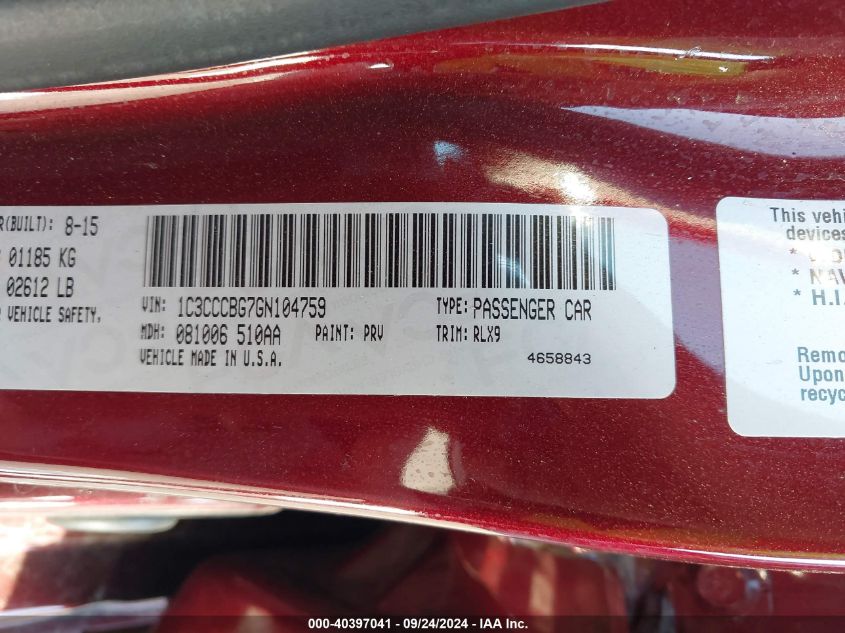 R(BUILT): 8-15
01185 KG
02612 LB
VEHICLE SAFETY.
VIN: 1C3CCCBG7GN104759
TYPE: PASSENGER CAR
MDH: 081006 510AA
PAINT: PRV
TRIM: RLX9
VEHICLE MADE IN U.S.A.
4658843
This vehi
devices
* NAV
* H.I.
Remo
Upon
recyc
000-40397041 - 09/24/2024 - IAA Inc.